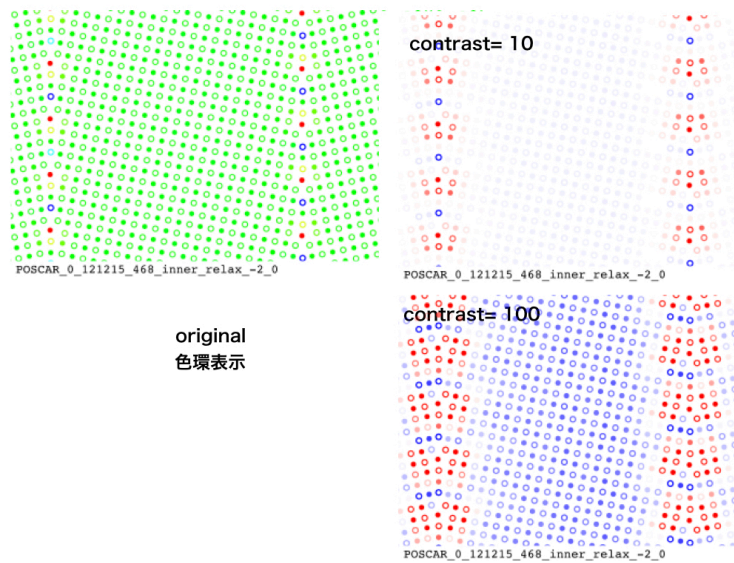 contrast= 10
POSCAR_0_121215_468_inner_relax_-2_0
POSCAR_0_121215_468_inner_relax_-2_0
contrast= 100
original
色環表示
POSCAR_0_121215_468_inner_relax_-2_0